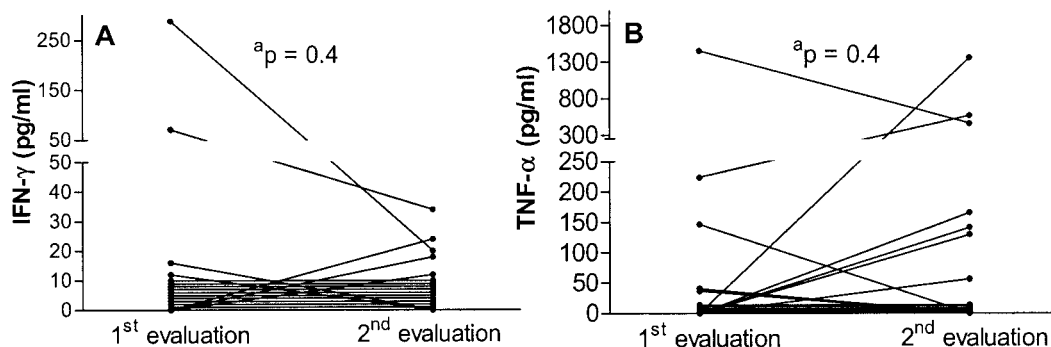 A
ᵃp = 0.4
IFN-γ (pg/ml)
250
150
50
50
40
30
20
10
0
1ˢᵗ evaluation
2ⁿᵈ evaluation
B
ᵃp = 0.4
TNF-α (pg/ml)
1800
1300
800
300
250
200
150
100
50
0
1ˢᵗ evaluation
2ⁿᵈ evaluation